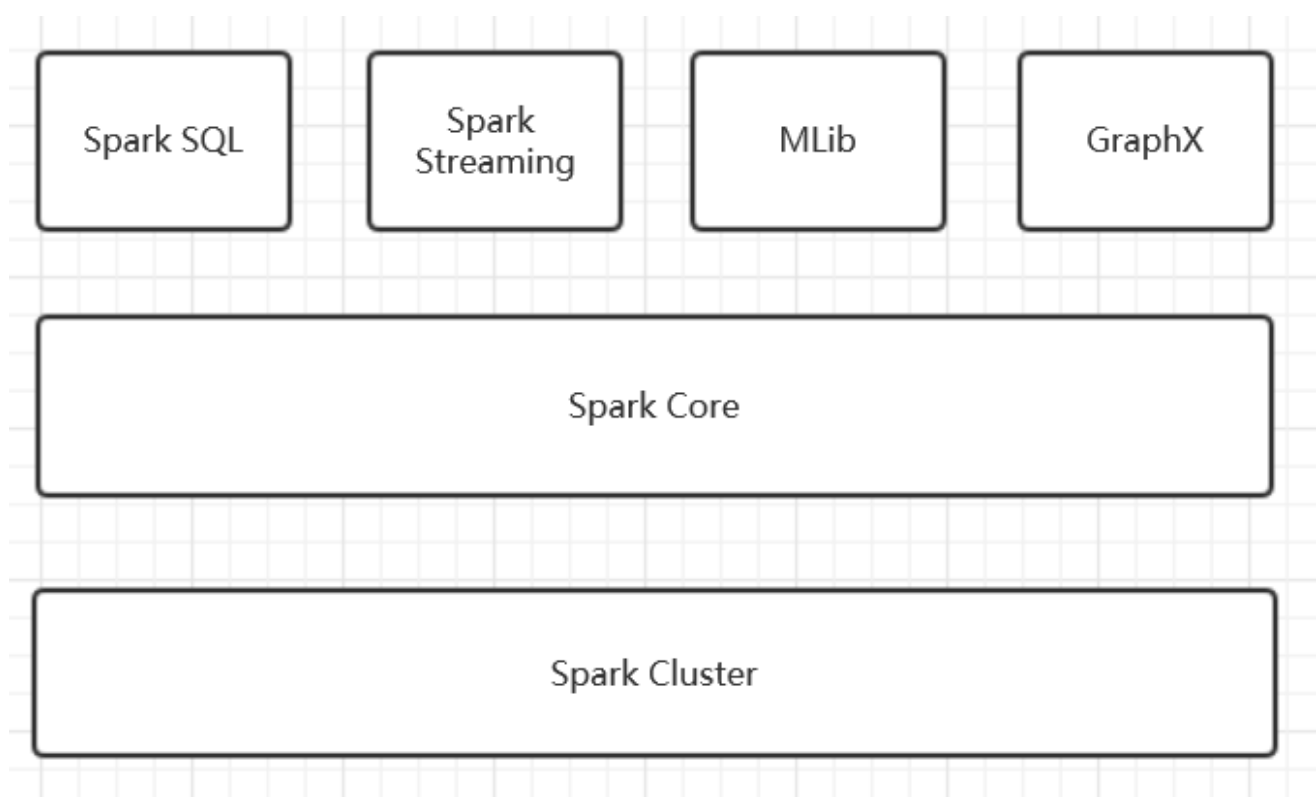 Spark SQL
Spark
Streaming
MLib
GraphX
Spark Core
Spark Cluster